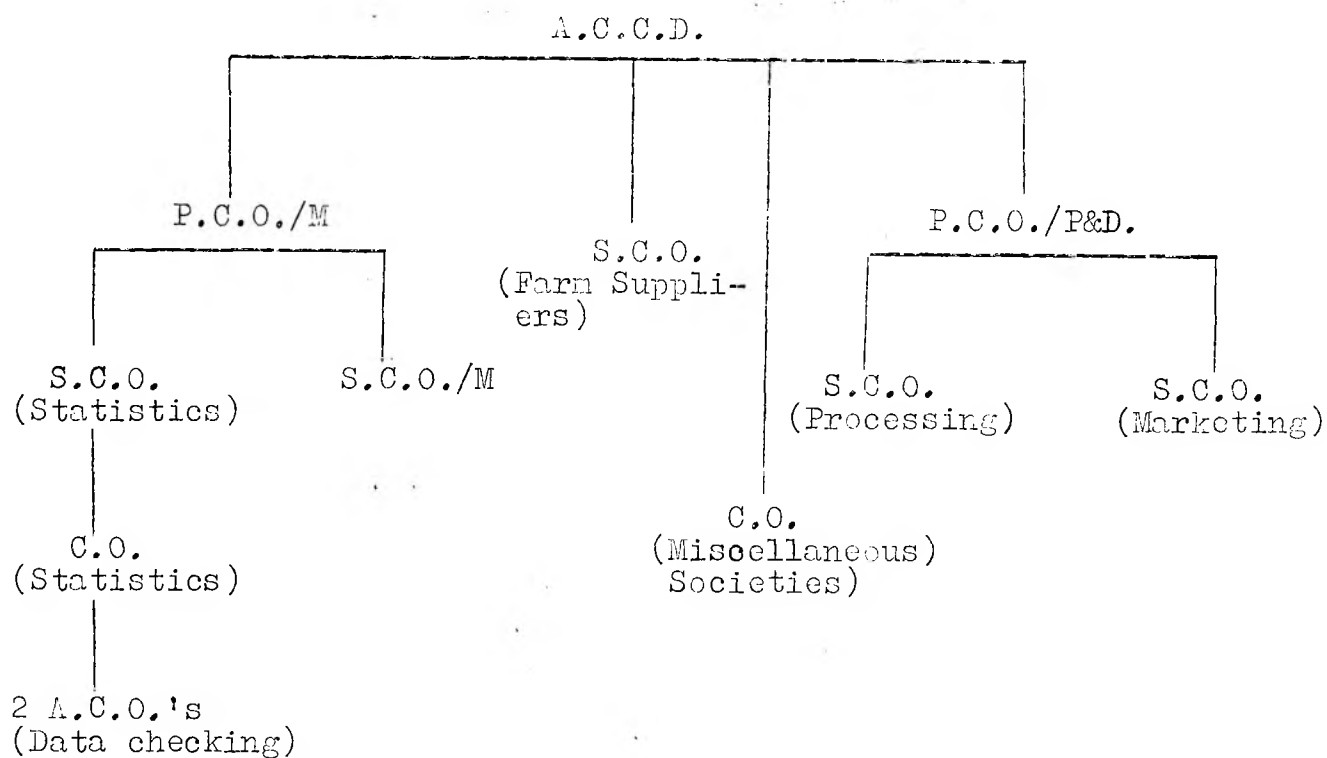 A.C.C.D.
P.C.O./M
P.C.O./P&D.
S.C.O.
(Farm Suppli-
ers)
S.C.O.
(Statistics)
S.C.O./M
S.C.O.
(Processing)
S.C.O.
(Marketing)
C.O.
(Miscellaneous)
Societies)
C.O.
(Statistics)
2 A.C.O.'s
(Data checking)